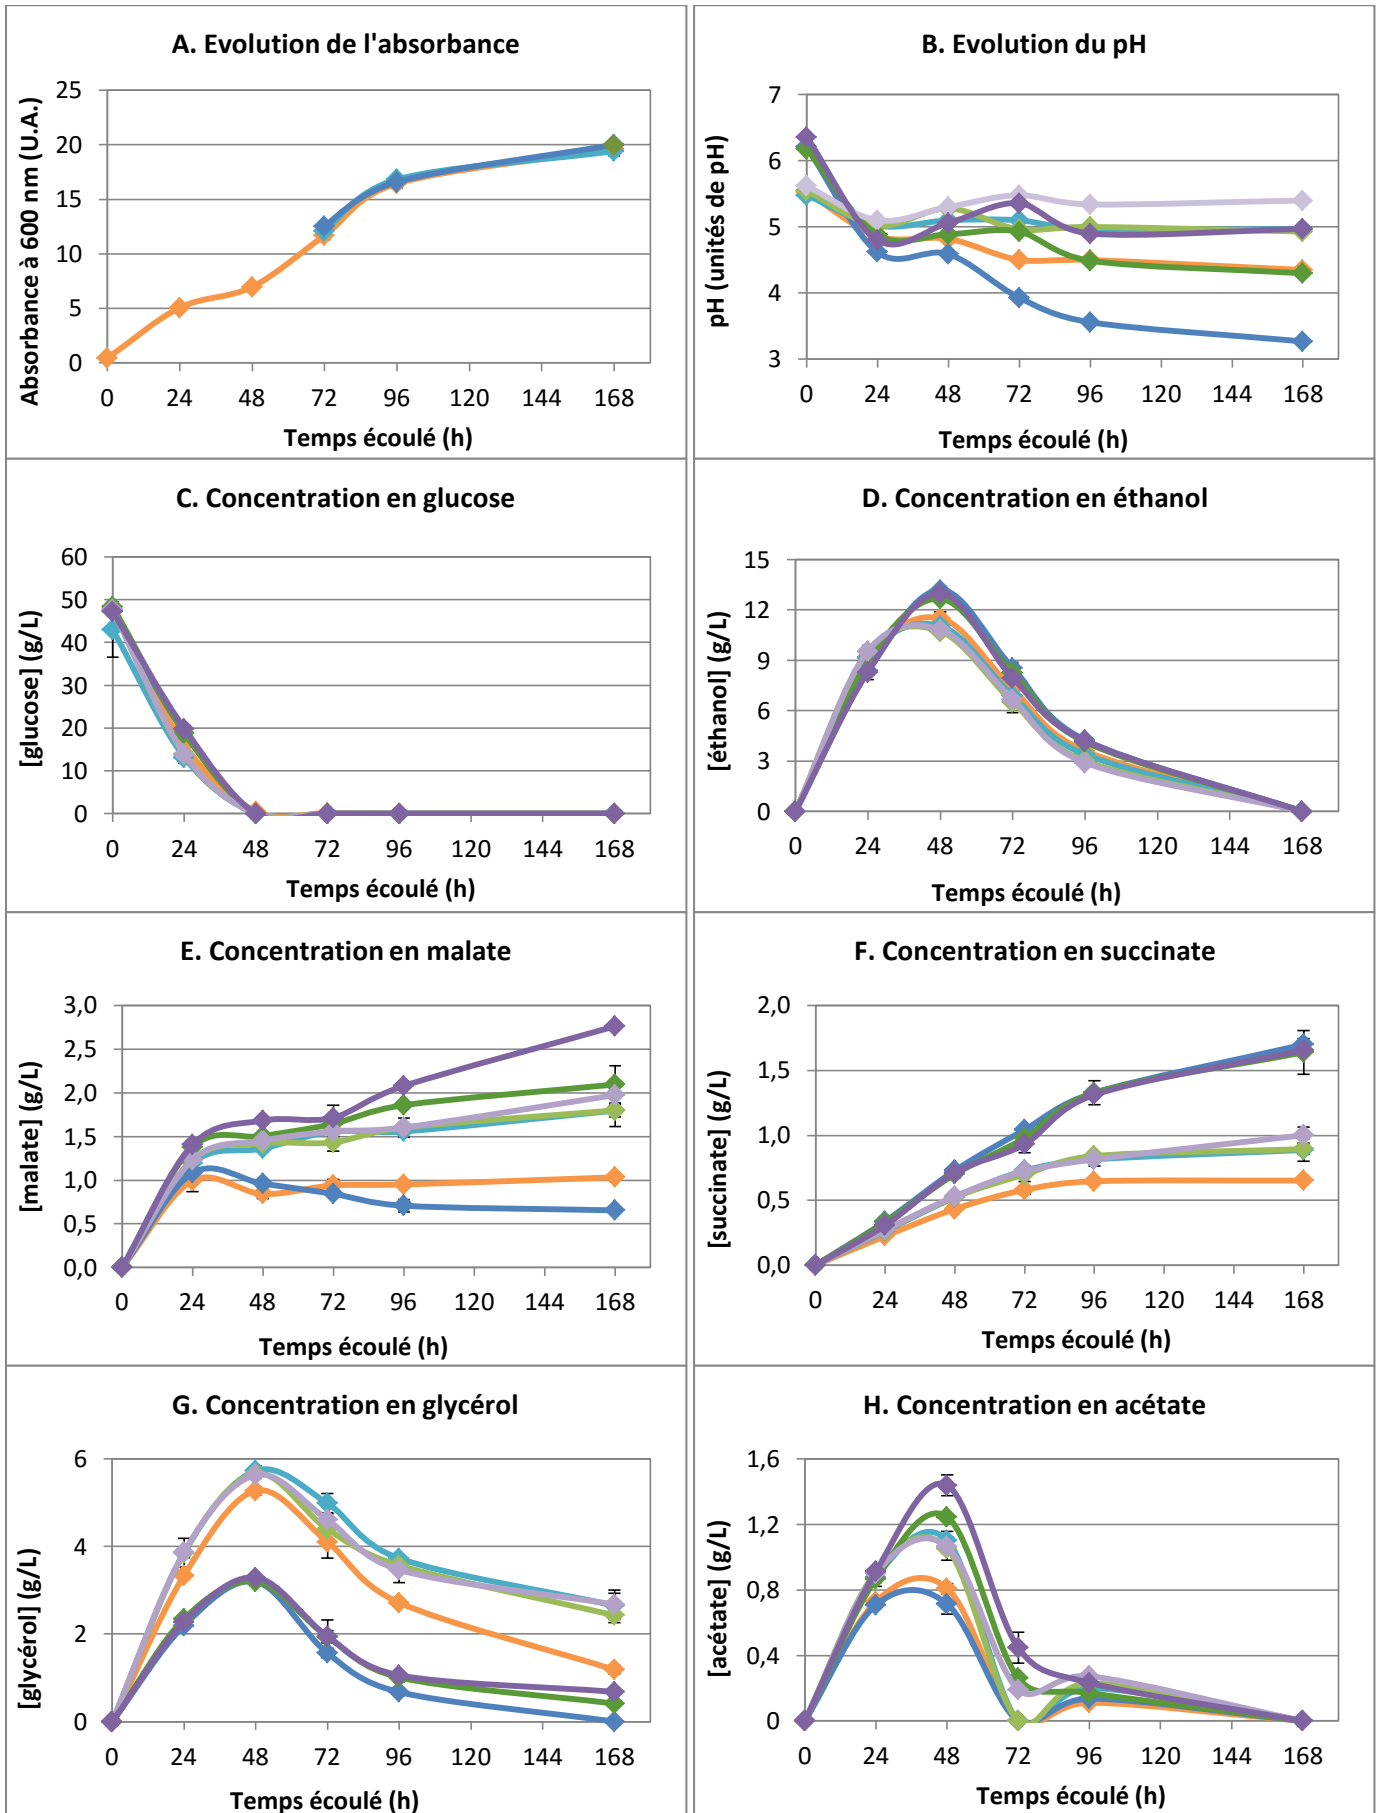 A. Evolution de l'absorbance
Absorbance à 600 nm (U.A.)
25
20
15
10
5
0
0 24 48 72 96 120 144 168
Temps écoulé (h)
B. Evolution du pH
pH (unités de pH)
7
6
5
4
3
0 24 48 72 96 120 144 168
Temps écoulé (h)
C. Concentration en glucose
[glucose] (g/L)
60
50
40
30
20
10
0
0 24 48 72 96 120 144 168
Temps écoulé (h)
D. Concentration en éthanol
[éthanol] (g/L)
15
12
9
6
3
0
0 24 48 72 96 120 144 168
Temps écoulé (h)
E. Concentration en malate
[malate] (g/L)
3,0
2,5
2,0
1,5
1,0
0,5
0,0
0 24 48 72 96 120 144 168
Temps écoulé (h)
F. Concentration en succinate
[succinate] (g/L)
2,0
1,5
1,0
0,5
0,0
0 24 48 72 96 120 144 168
Temps écoulé (h)
G. Concentration en glycérol
[glycérol] (g/L)
6
4
2
0
0 24 48 72 96 120 144 168
Temps écoulé (h)
H. Concentration en acétate
[acétate] (g/L)
1,6
1,2
0,8
0,4
0
0 24 48 72 96 120 144 168
Temps écoulé (h)